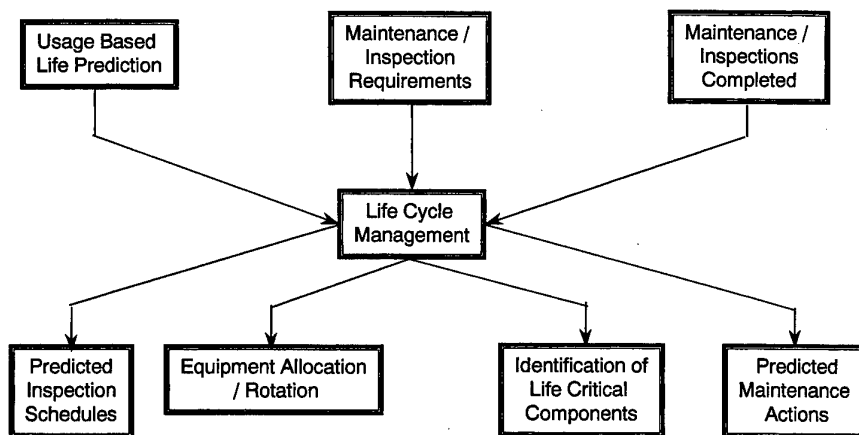 Usage Based
Life Prediction
Maintenance /
Inspection
Requirements
Maintenance /
Inspections
Completed
Life Cycle
Management
Predicted
Inspection
Schedules
Equipment Allocation
/ Rotation
Identification of
Life Critical
Components
Predicted
Maintenance
Actions